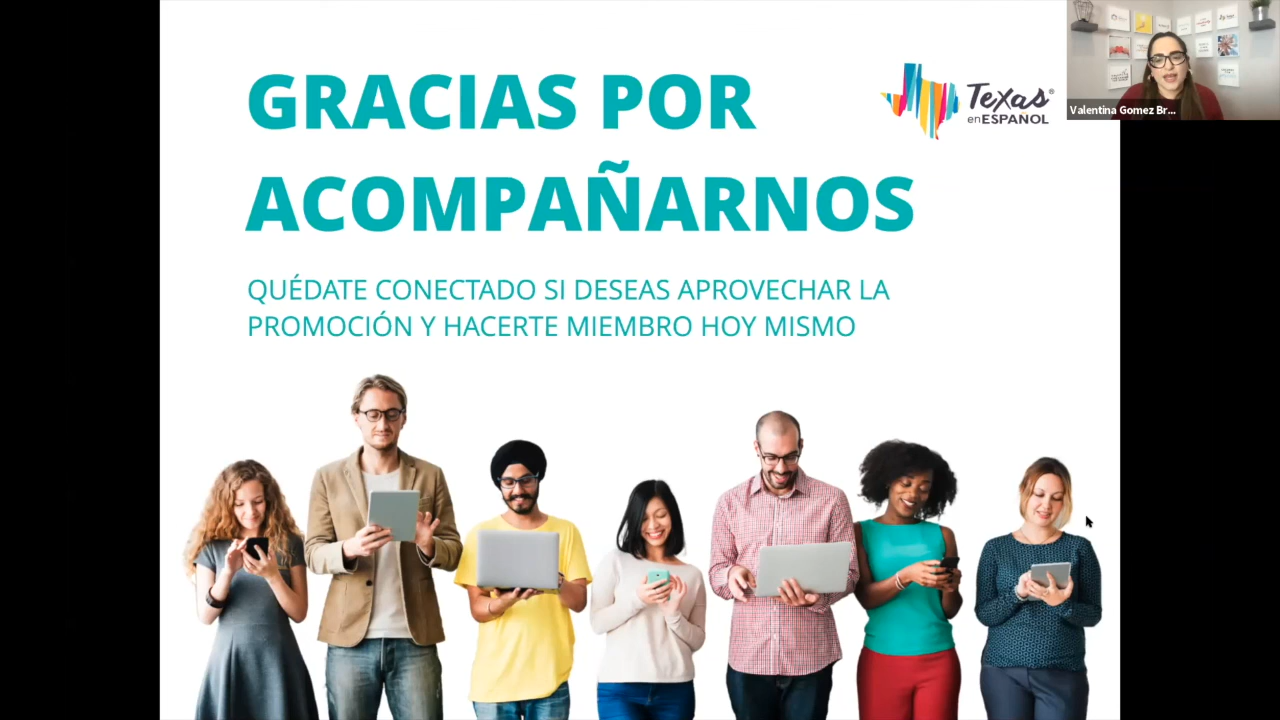 GRACIAS POR
ACOMPAÑARNOS
QUÉDATE CONECTADO SI DESEAS APROVECHAR LA
PROMOCIÓN Y HACERTE MIEMBRO HOY MISMO
Texas®
enESPAÑOL
Valentina Gomez Br...